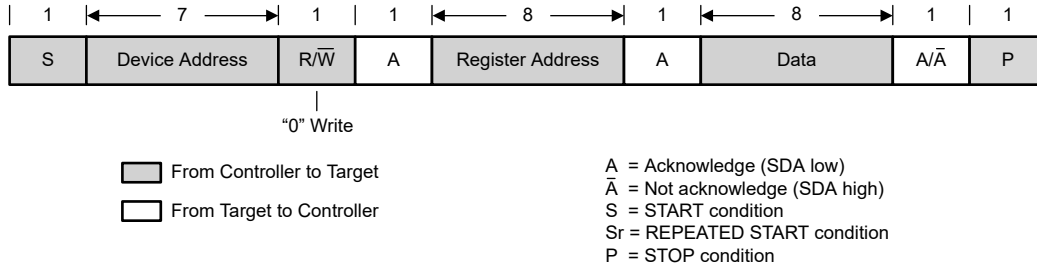 1 7 1 1 8 1 8 1 1
S Device Address R/W̅ A Register Address A Data A/A̅ P
“0” Write
From Controller to Target
From Target to Controller
A = Acknowledge (SDA low)
A̅ = Not acknowledge (SDA high)
S = START condition
Sr = REPEATED START condition
P = STOP condition